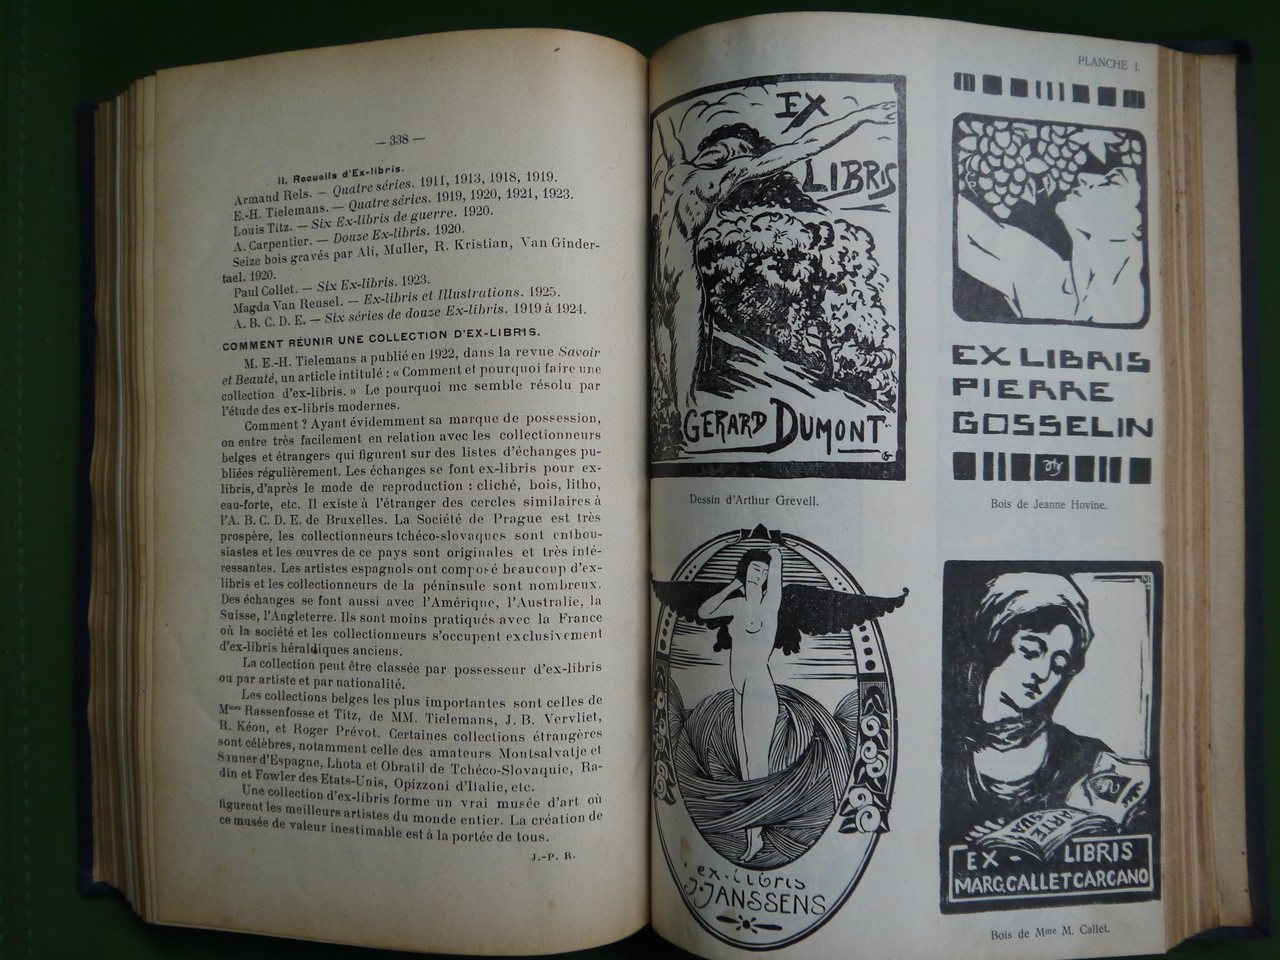 — 338 —
II. Recueils d'Ex-libris.
Armand Rels. — Quatre séries. 1911, 1913, 1918, 1919.
E.-H. Tielemans. — Quatre séries. 1919, 1920, 1921, 1923.
Louis Titz. — Six Ex-libris de guerre. 1920.
A. Carpentier. — Douze Ex-libris. 1920.
Seize bois gravés par Ali, Muller, R. Kristian, Van Ginder-
tael. 1920.
Paul Collet. — Six Ex-libris. 1923.
Magda Van Reusel. — Ex-libris et Illustrations. 1925.
A. B. C. D. E. — Six séries de douze Ex-libris. 1919 à 1924.
COMMENT RÉUNIR UNE COLLECTION D'EX-LIBRIS.
M. E.-H. Tielemans a publié en 1922, dans la revue Savoir
et Beauté, un article intitulé : « Comment et pourquoi faire une
collection d'ex-libris. » Le pourquoi me semble résolu par
l'étude des ex-libris modernes.
Comment ? Ayant évidemment sa marque de possession,
on entre très facilement en relation avec les collectionneurs
belges et étrangers qui figurent sur des listes d'échanges pu-
bliées régulièrement. Les échanges se font ex-libris pour ex-
libris, d'après le mode de reproduction : cliché, bois, litho,
eau-forte, etc. Il existe à l'étranger des cercles similaires à
l'A. B. C. D. E. de Bruxelles. La Société de Prague est très
prospère, les collectionneurs tchéco-slovaques sont enthou-
siastes et les œuvres de ce pays sont originales et très inté-
ressantes. Les artistes espagnols ont composé beaucoup d'ex-
libris et les collectionneurs de la péninsule sont nombreux.
Des échanges se font aussi avec l'Amérique, l'Australie, la
Suisse, l'Angleterre. Ils sont moins pratiqués avec la France
où la société et les collectionneurs s'occupent exclusivement
d'ex-libris héraldiques anciens.
La collection peut être classée par possesseur d'ex-libris
ou par artiste et par nationalité.
Les collections belges les plus importantes sont celles de
Mmes Rassenfosse et Titz, de MM. Tielemans, J. B. Vervliet,
R. Kéon, et Roger Prévot. Certaines collections étrangères
sont célèbres, notamment celle des amateurs Montsalvatje et
Sanner d'Espagne, Lhota et Obratil de Tchéco-Slovaquie, Ra-
din et Fowler des Etats-Unis, Opizzoni d'Italie, etc.
Une collection d'ex-libris forme un vrai musée d'art où
figurent les meilleurs artistes du monde entier. La création de
ce musée de valeur inestimable est à la portée de tous.
J.-P. R.
PLANCHE I.
EX
LIBRIS
GERARD DUMONT
G
Dessin d'Arthur Grevell.
EX LIBRIS
PIERRE
GOSSELIN
Bois de Jeanne Hovine.
ex-libris
J. JANSSENS
ARTE
SUA
EX - LIBRIS
MARG.CALLETCARCANO
Bois de Mme M. Callet.